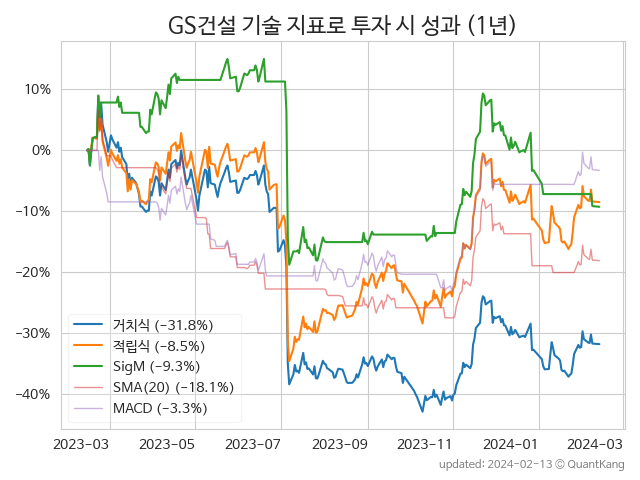 GS건설 기술 지표로 투자 시 성과 (1년)
10%
0%
−10%
−20%
−30%
−40%
거치식 (−31.8%)
적립식 (−8.5%)
SigM (−9.3%)
SMA(20) (−18.1%)
MACD (−3.3%)
2023−03 2023−05 2023−07 2023−09 2023−11 2024−01 2024−03
updated: 2024−02−13 © QuantKang